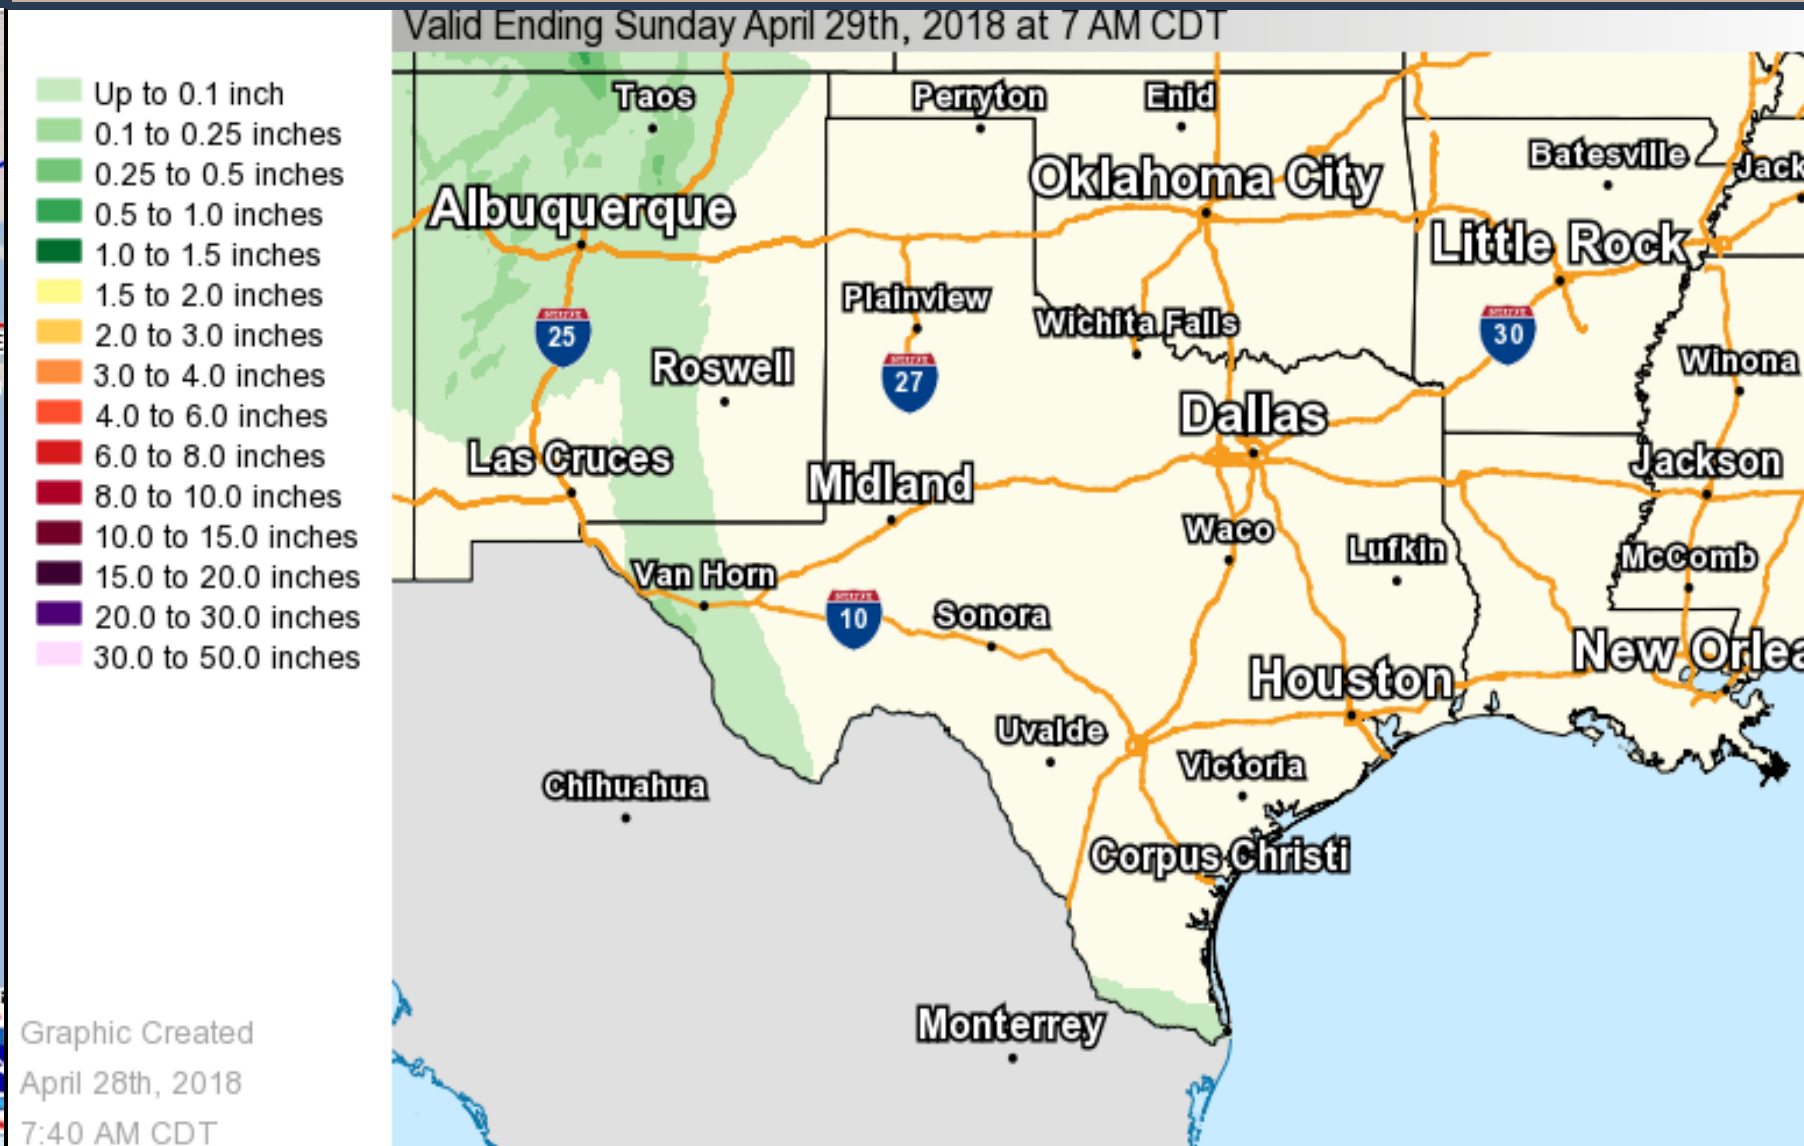 Valid Ending Sunday April 29th, 2018 at 7 AM CDT
Up to 0.1 inch
0.1 to 0.25 inches
0.25 to 0.5 inches
0.5 to 1.0 inches
1.0 to 1.5 inches
1.5 to 2.0 inches
2.0 to 3.0 inches
3.0 to 4.0 inches
4.0 to 6.0 inches
6.0 to 8.0 inches
8.0 to 10.0 inches
10.0 to 15.0 inches
15.0 to 20.0 inches
20.0 to 30.0 inches
30.0 to 50.0 inches
Graphic Created
April 28th, 2018
7:40 AM CDT
Taos
Perryton
Enid
Batesville
Jack
Oklahoma City
Albuquerque
Little Rock
Plainview
Wichita Falls
25
30
Roswell
27
Winona
Dallas
Las Cruces
Midland
Jackson
Waco
Lufkin
McComb
Van Horn
10
Sonora
New Orlea
Houston
Uvalde
Victoria
Chihuahua
Corpus Christi
Monterrey